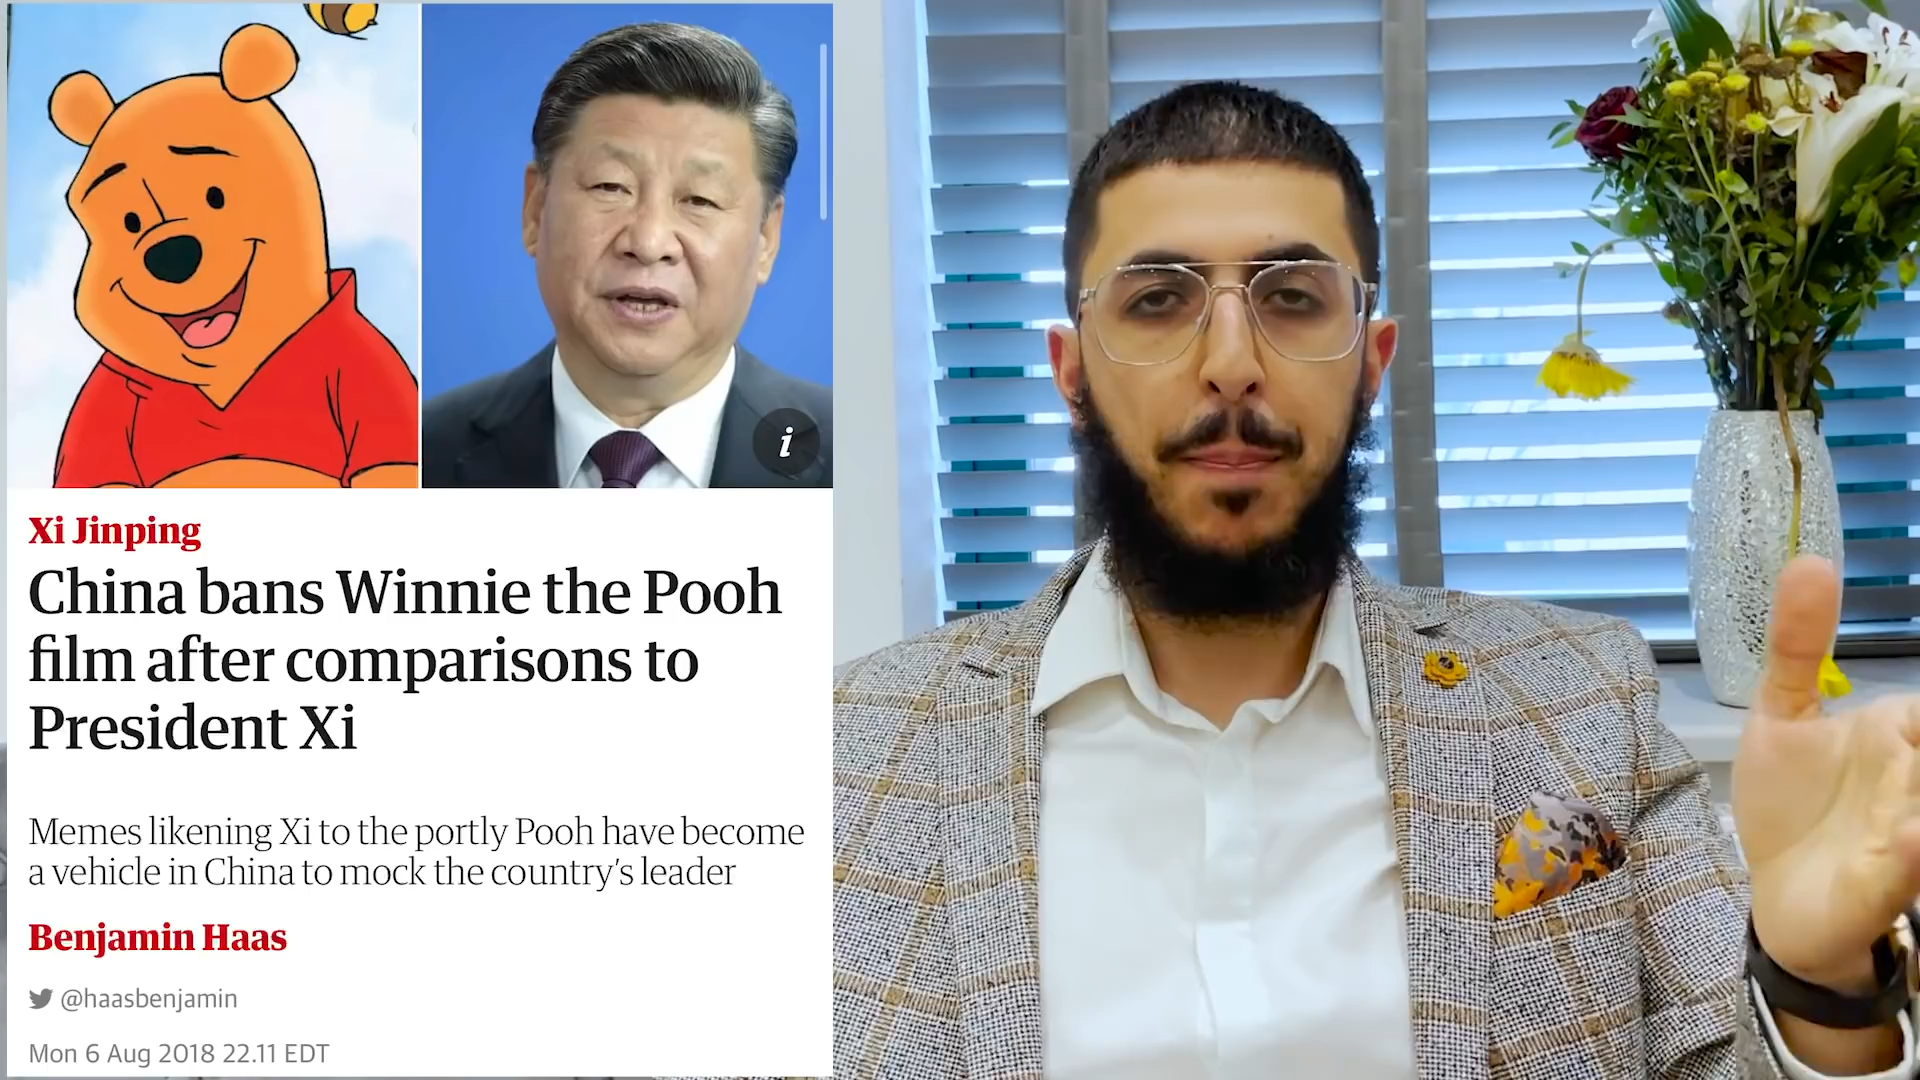 i
Xi Jinping
China bans Winnie the Pooh
film after comparisons to
President Xi
Memes likening Xi to the portly Pooh have become
a vehicle in China to mock the country's leader
Benjamin Haas
@haasbenjamin
Mon 6 Aug 2018 22.11 EDT